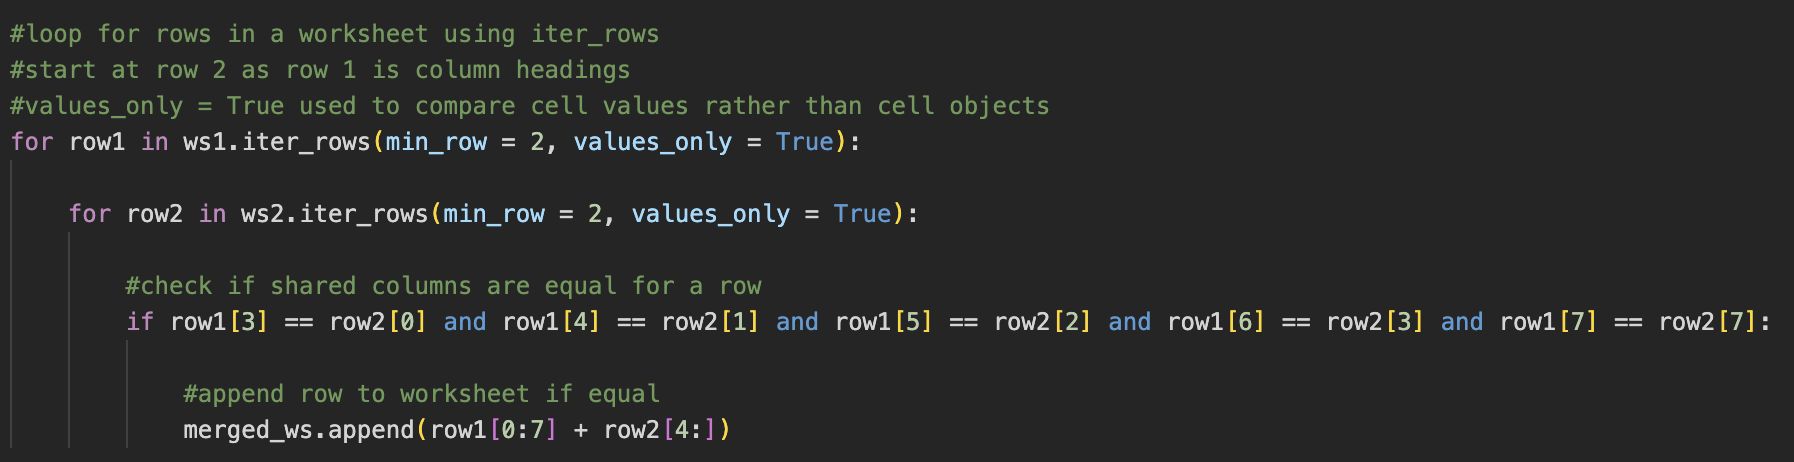 #loop for rows in a worksheet using iter_rows
#start at row 2 as row 1 is column headings
#values_only = True used to compare cell values rather than cell objects
for row1 in ws1.iter_rows(min_row = 2, values_only = True):
for row2 in ws2.iter_rows(min_row = 2, values_only = True):
#check if shared columns are equal for a row
if row1[3] == row2[0] and row1[4] == row2[1] and row1[5] == row2[2] and row1[6] == row2[3] and row1[7] == row2[7]:
#append row to worksheet if equal
merged_ws.append(row1[0:7] + row2[4:])